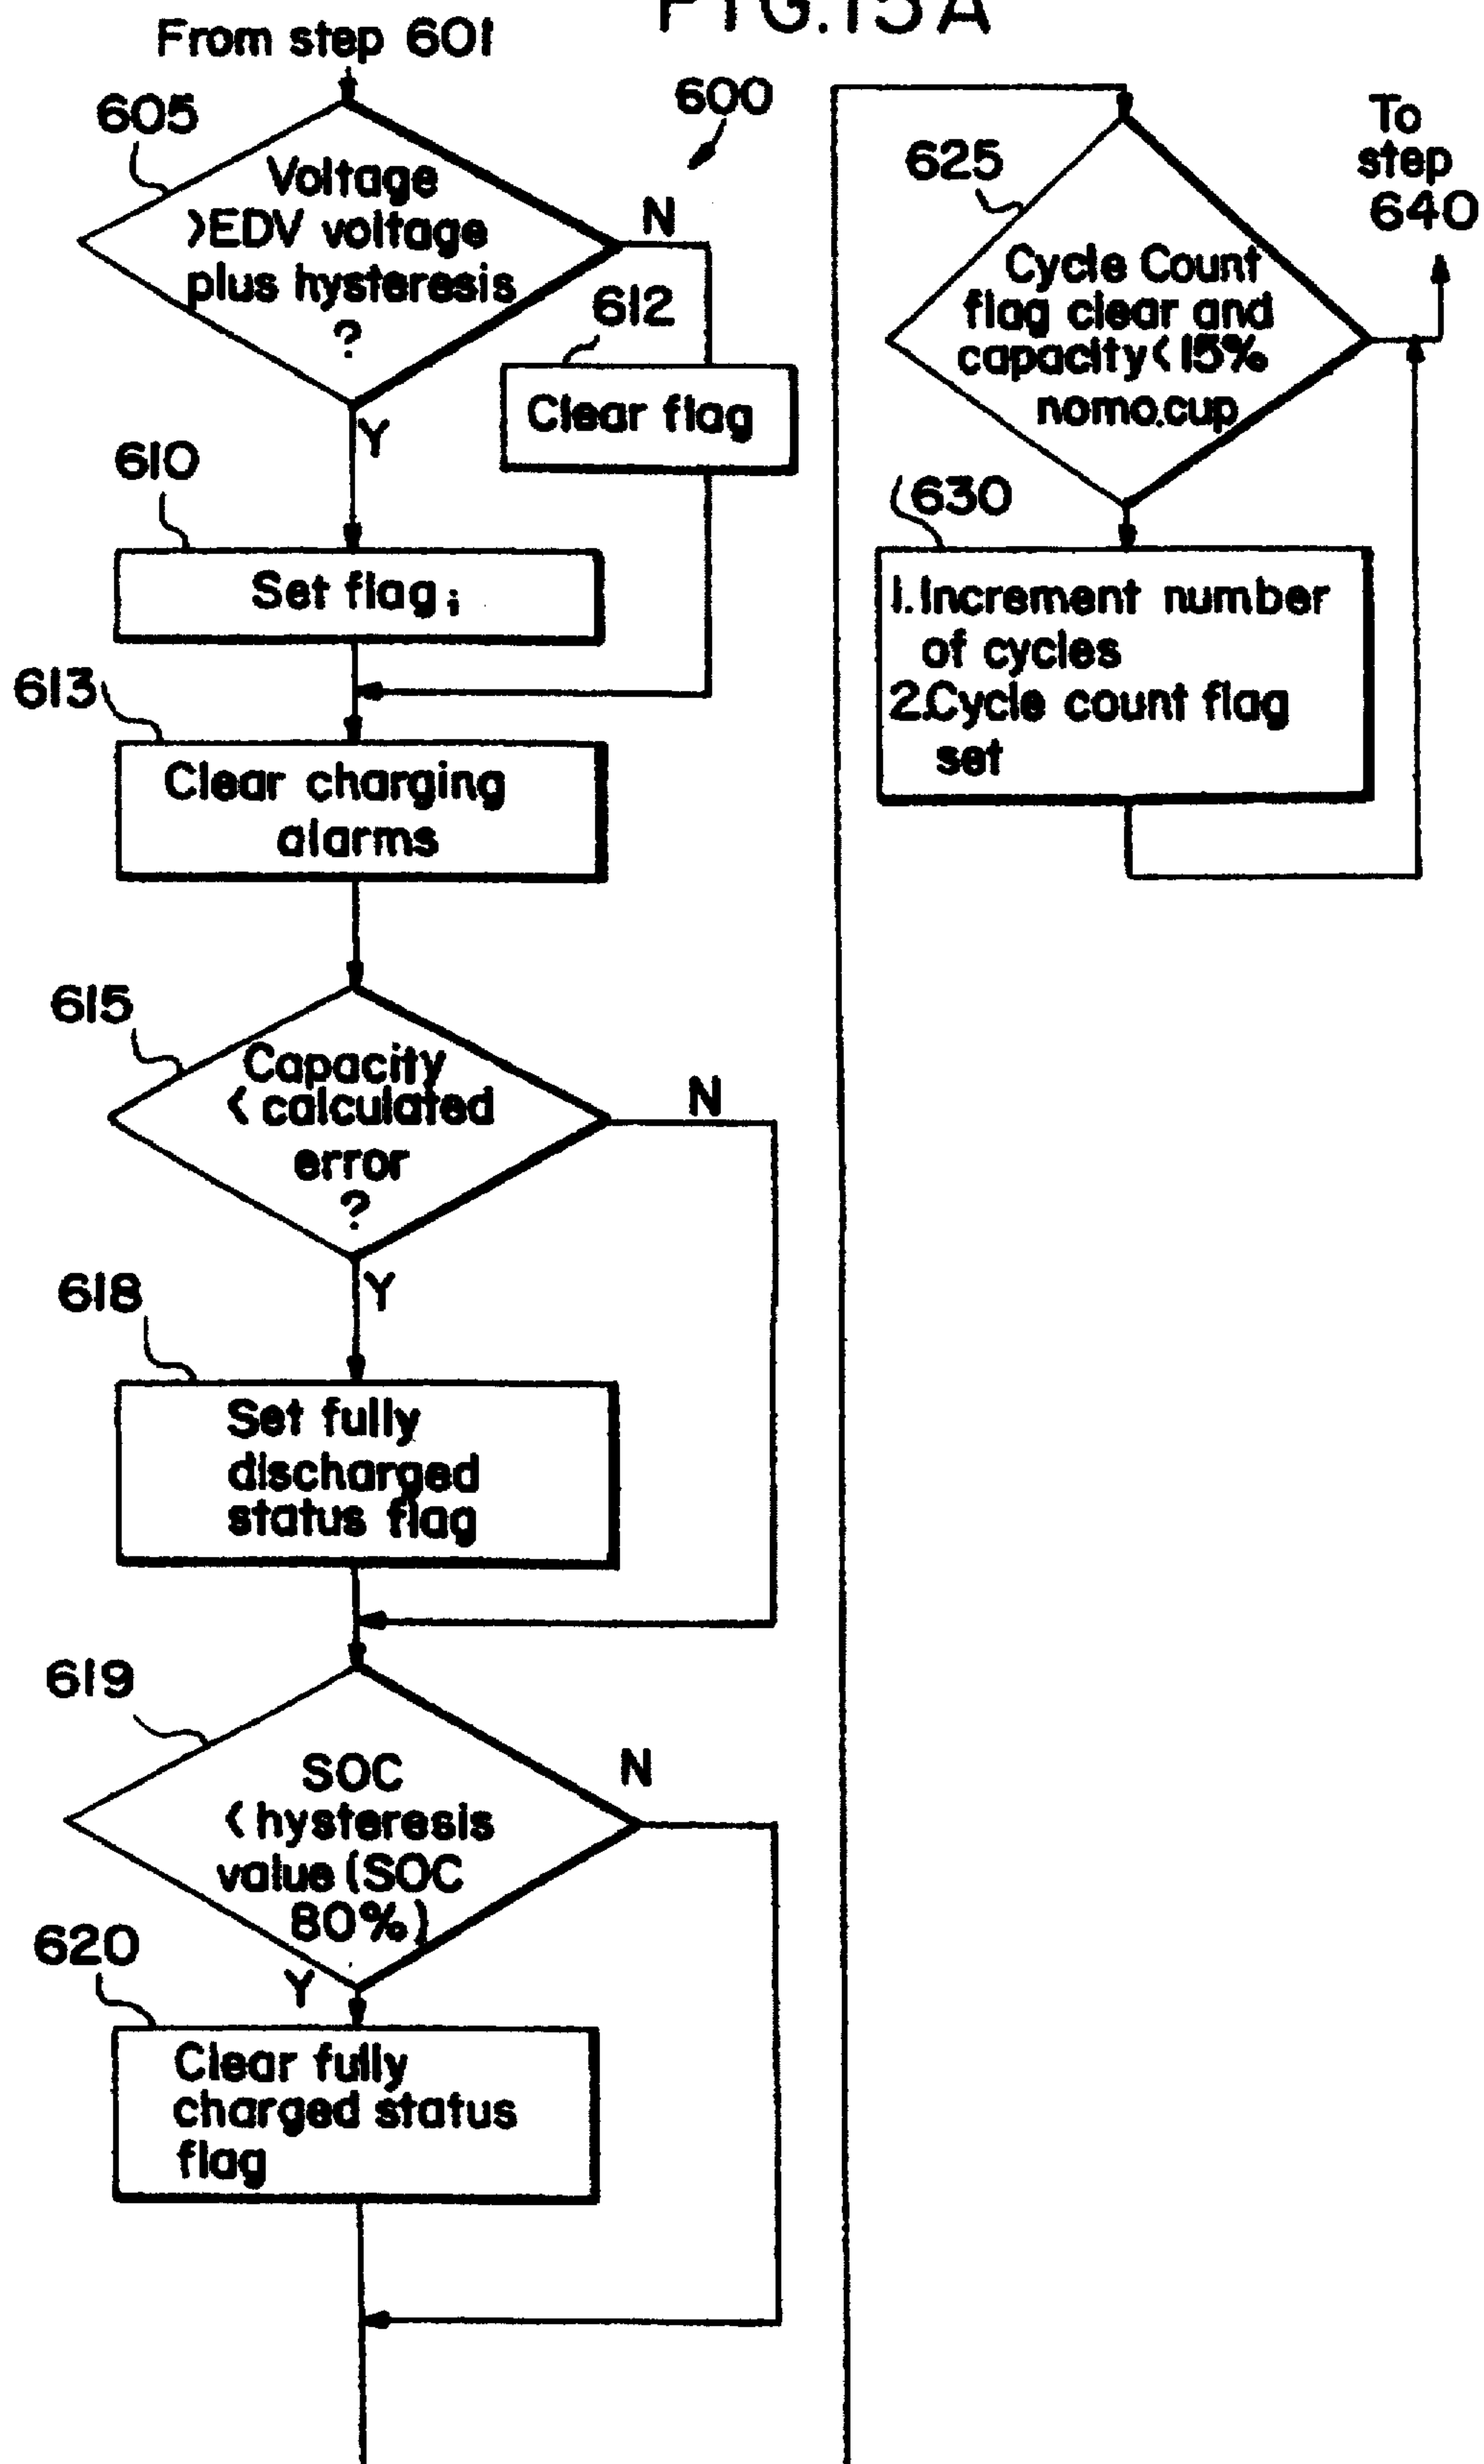 FIG.15A
From step 601
600
605
Voltage
>EDV voltage
plus hysteresis
?
N
Y
612
Clear flag
610
Set flag;
613
Clear charging
alarms
615
Capacity
< calculated
error
?
N
Y
618
Set fully
discharged
status flag
619
SOC
< hysteresis
value (SOC
80%)
N
Y
620
Clear fully
charged status
flag
625
Cycle Count
flag clear and
capacity < 15%
nomo.cup
To
step
640
630
1. Increment number
of cycles
2. Cycle count flag
set